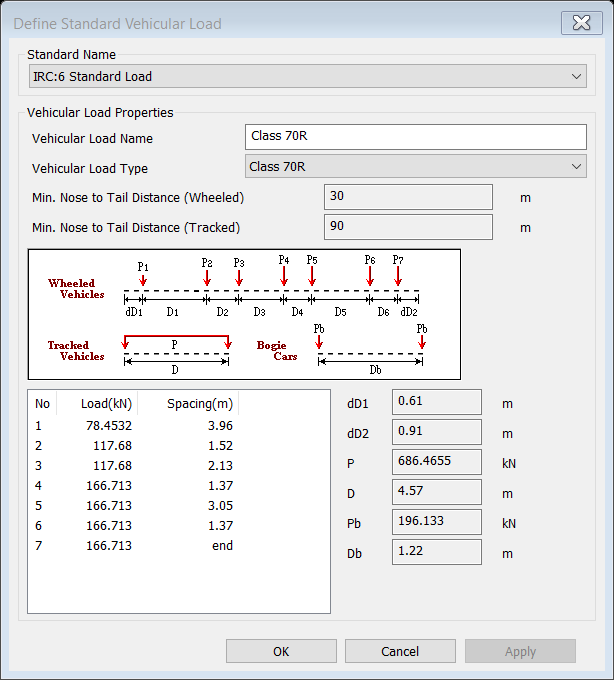 Define Standard Vehicular Load
Standard Name
IRC:6 Standard Load
Vehicular Load Properties
Vehicular Load Name Class 70R
Vehicular Load Type Class 70R
Min. Nose to Tail Distance (Wheeled) 30 m
Min. Nose to Tail Distance (Tracked) 90 m
P1 P2 P3 P4 P5 P6 P7
Wheeled
Vehicles
dD1 D1 D2 D3 D4 D5 D6 dD2
Tracked
Vehicles
P
D
Bogie
Cars
Pb Pb
Db
No Load(kN) Spacing(m)
1 78.4532 3.96
2 117.68 1.52
3 117.68 2.13
4 166.713 1.37
5 166.713 3.05
6 166.713 1.37
7 166.713 end
dD1 0.61 m
dD2 0.91 m
P 686.4655 kN
D 4.57 m
Pb 196.133 kN
Db 1.22 m
OK Cancel Apply